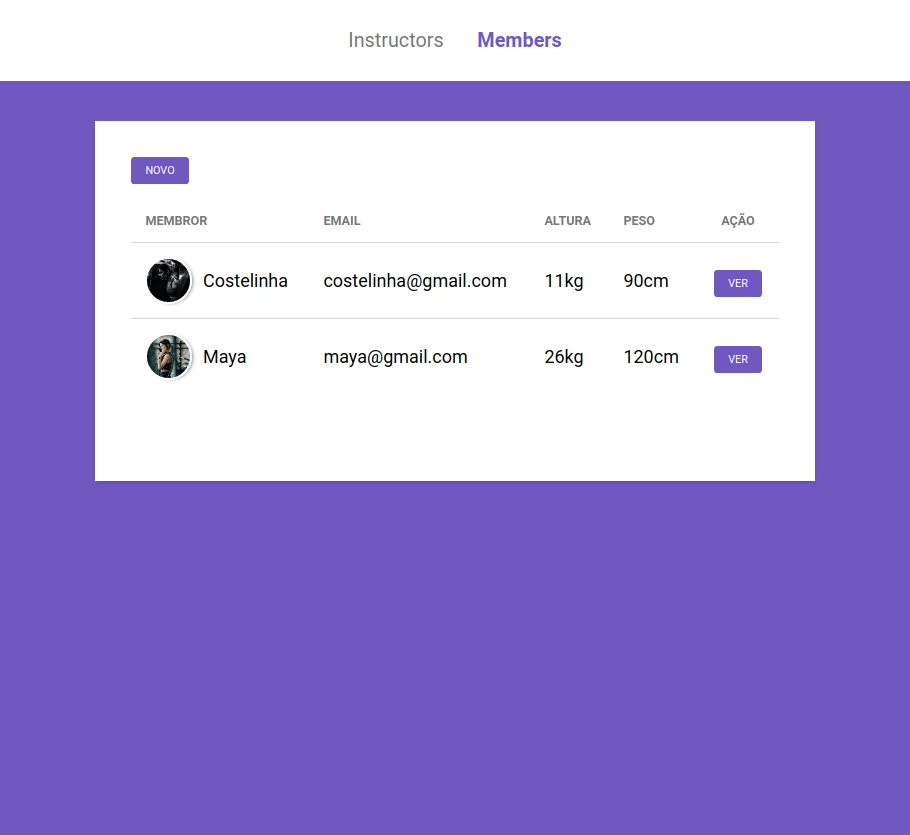 Instructors Members
NOVO
MEMBROR EMAIL ALTURA PESO AÇÃO
Costelinha costelinha@gmail.com 11kg 90cm VER
Maya maya@gmail.com 26kg 120cm VER